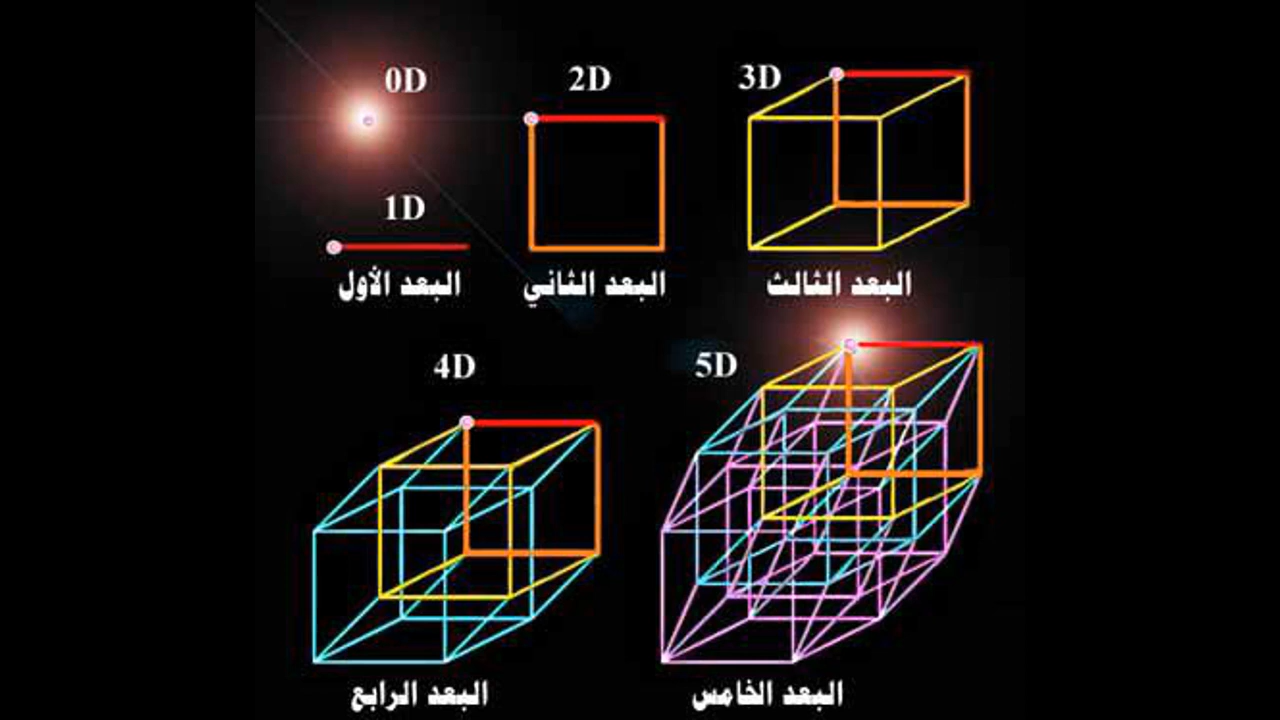 0D
1D
البعد الأول
2D
البعد الثاني
3D
البعد الثالث
4D
البعد الرابع
5D
البعد الخامس